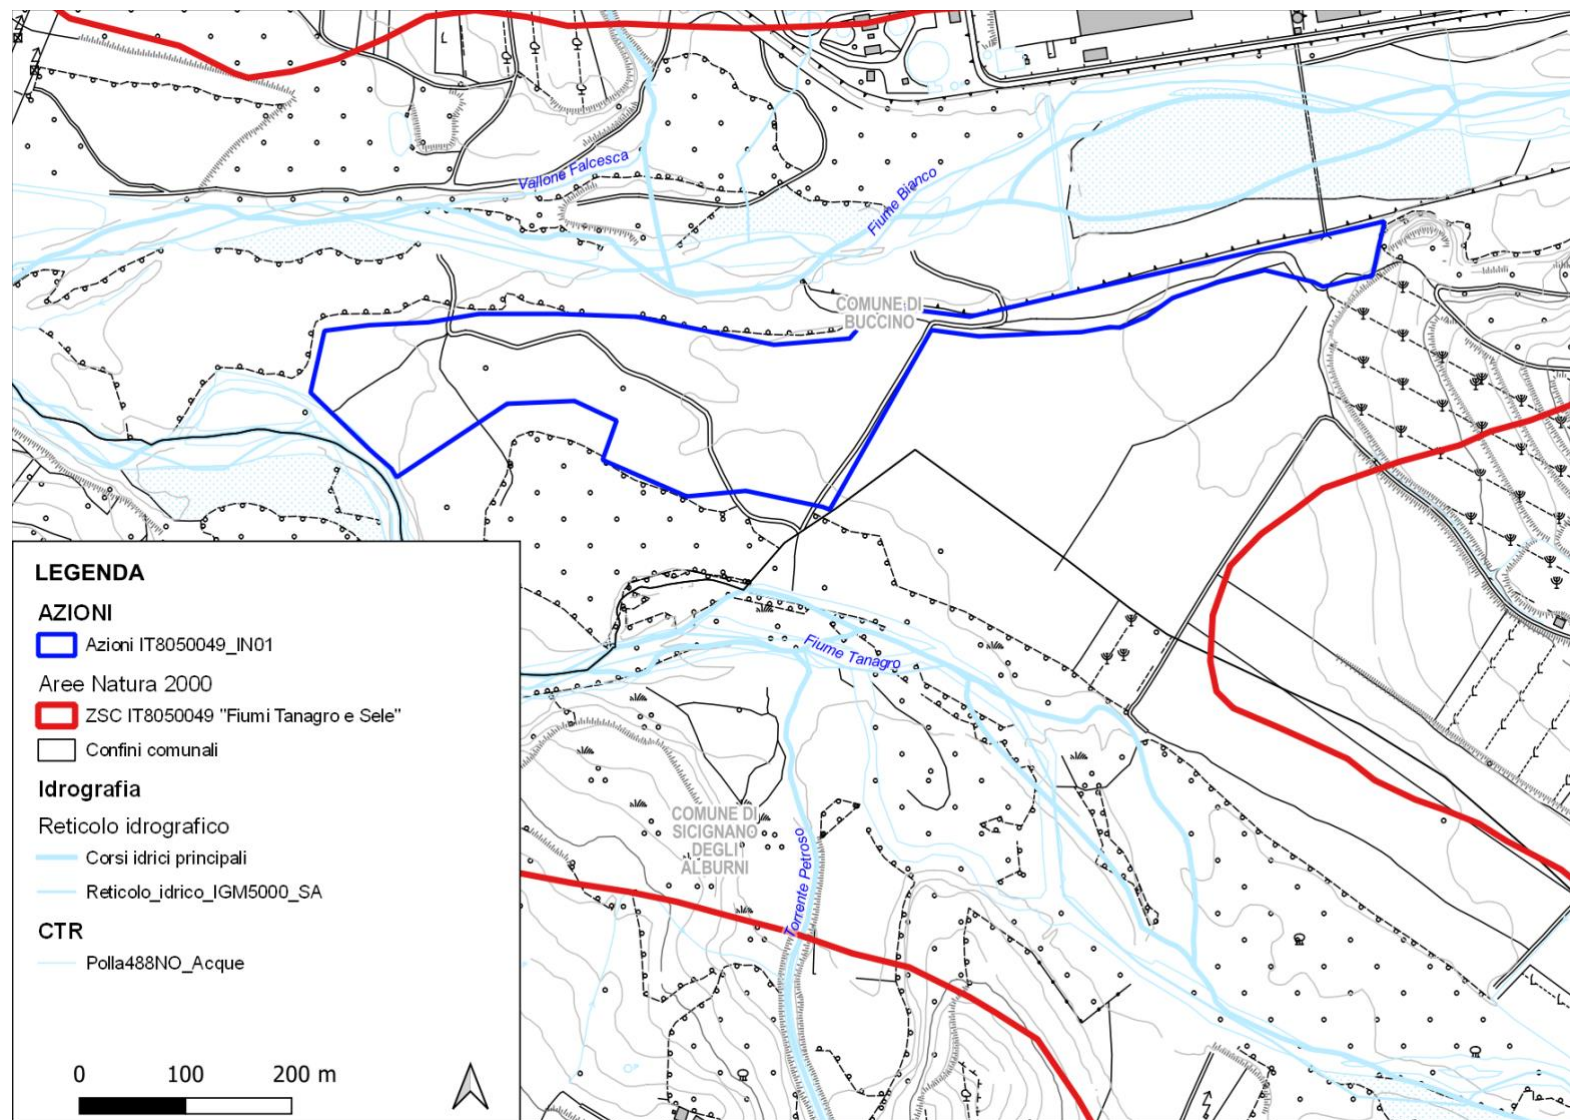 Vallone Falcesca
Fiume Bianco
COMUNE DI
BUCCINO
Fiume Tanagro
COMUNE DI
SICIGNANO
DEGLI
ALBURNI
Torrente Petroso
LEGENDA
AZIONI
Azioni IT8050049_IN01
Aree Natura 2000
ZSC IT8050049 "Fiumi Tanagro e Sele"
Confini comunali
Idrografia
Reticolo idrografico
Corsi idrici principali
Reticolo_idrico_IGM5000_SA
CTR
Polla488NO_Acque
0 100 200 m